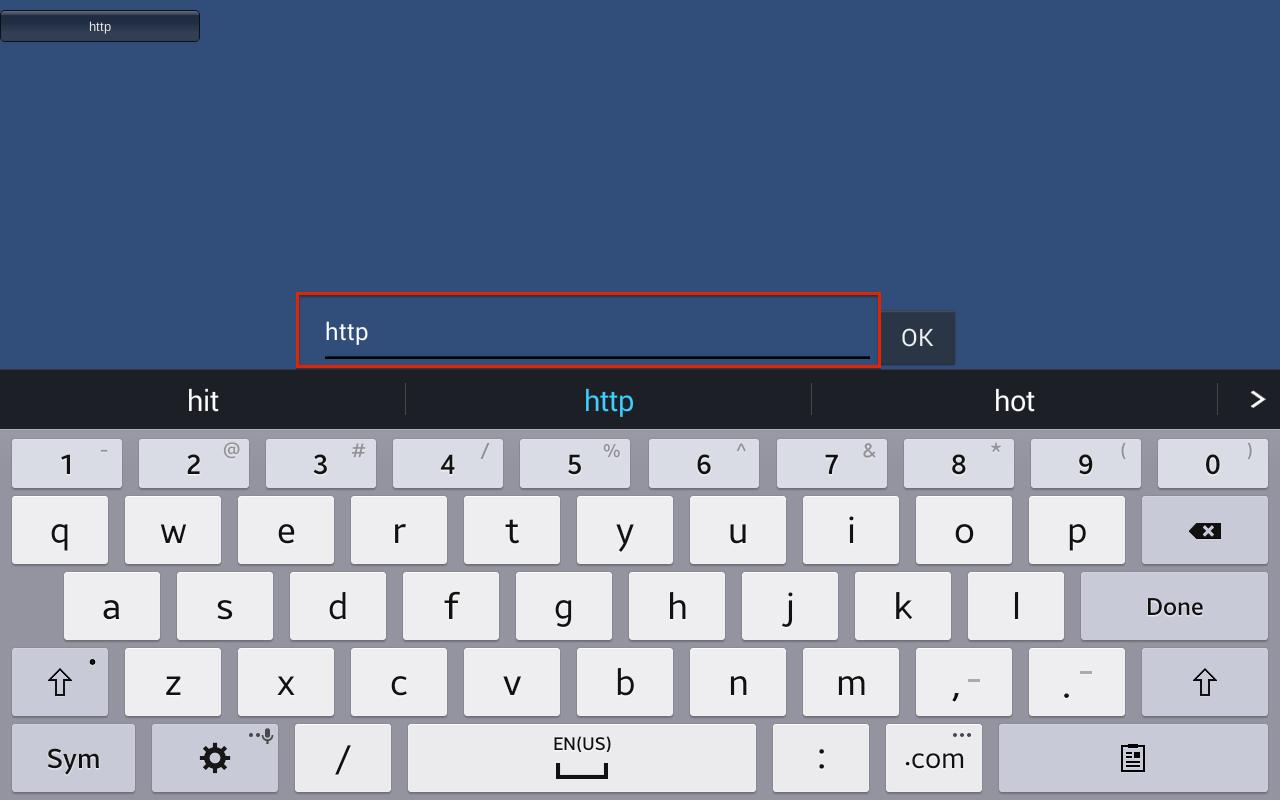 http
http
OK
hit http hot >
1 - 2 @ 3 # 4 / 5 % 6 ^ 7 & 8 * 9 ( 0 )
q w e r t y u i o p
a s d f g h j k l Done
z x c v b n m , - . -
Sym / EN(US) : .com